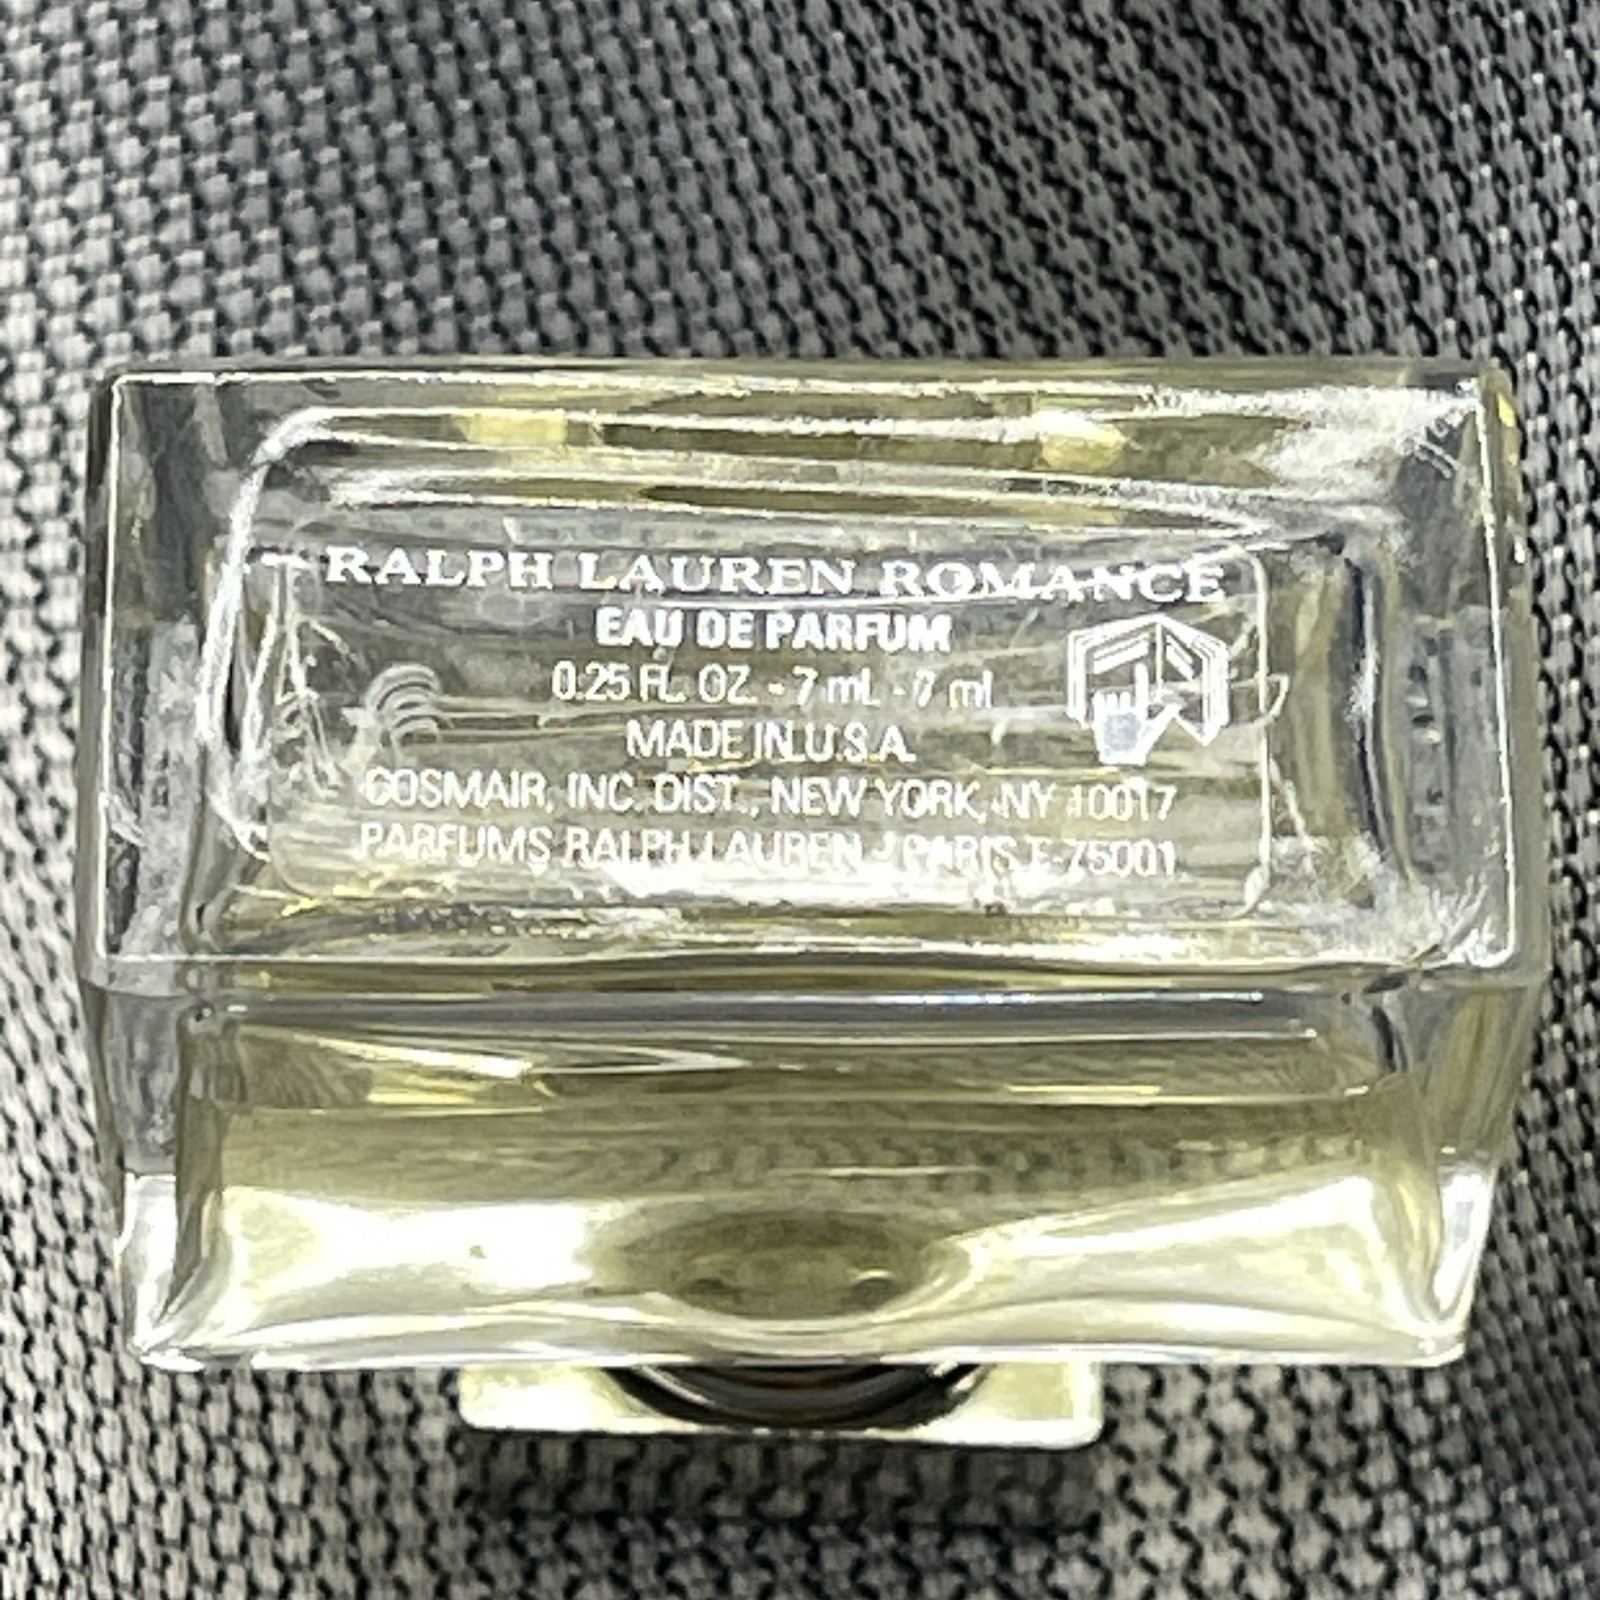 RALPH LAUREN ROMANCE
EAU DE PARFUM
0.25 FL. OZ. - 7 mL - 7 ml
MADE IN U.S.A.
COSMAIR, INC. DIST., NEW YORK, NY 10017
PARFUMS RALPH LAUREN / PARIS F-75001